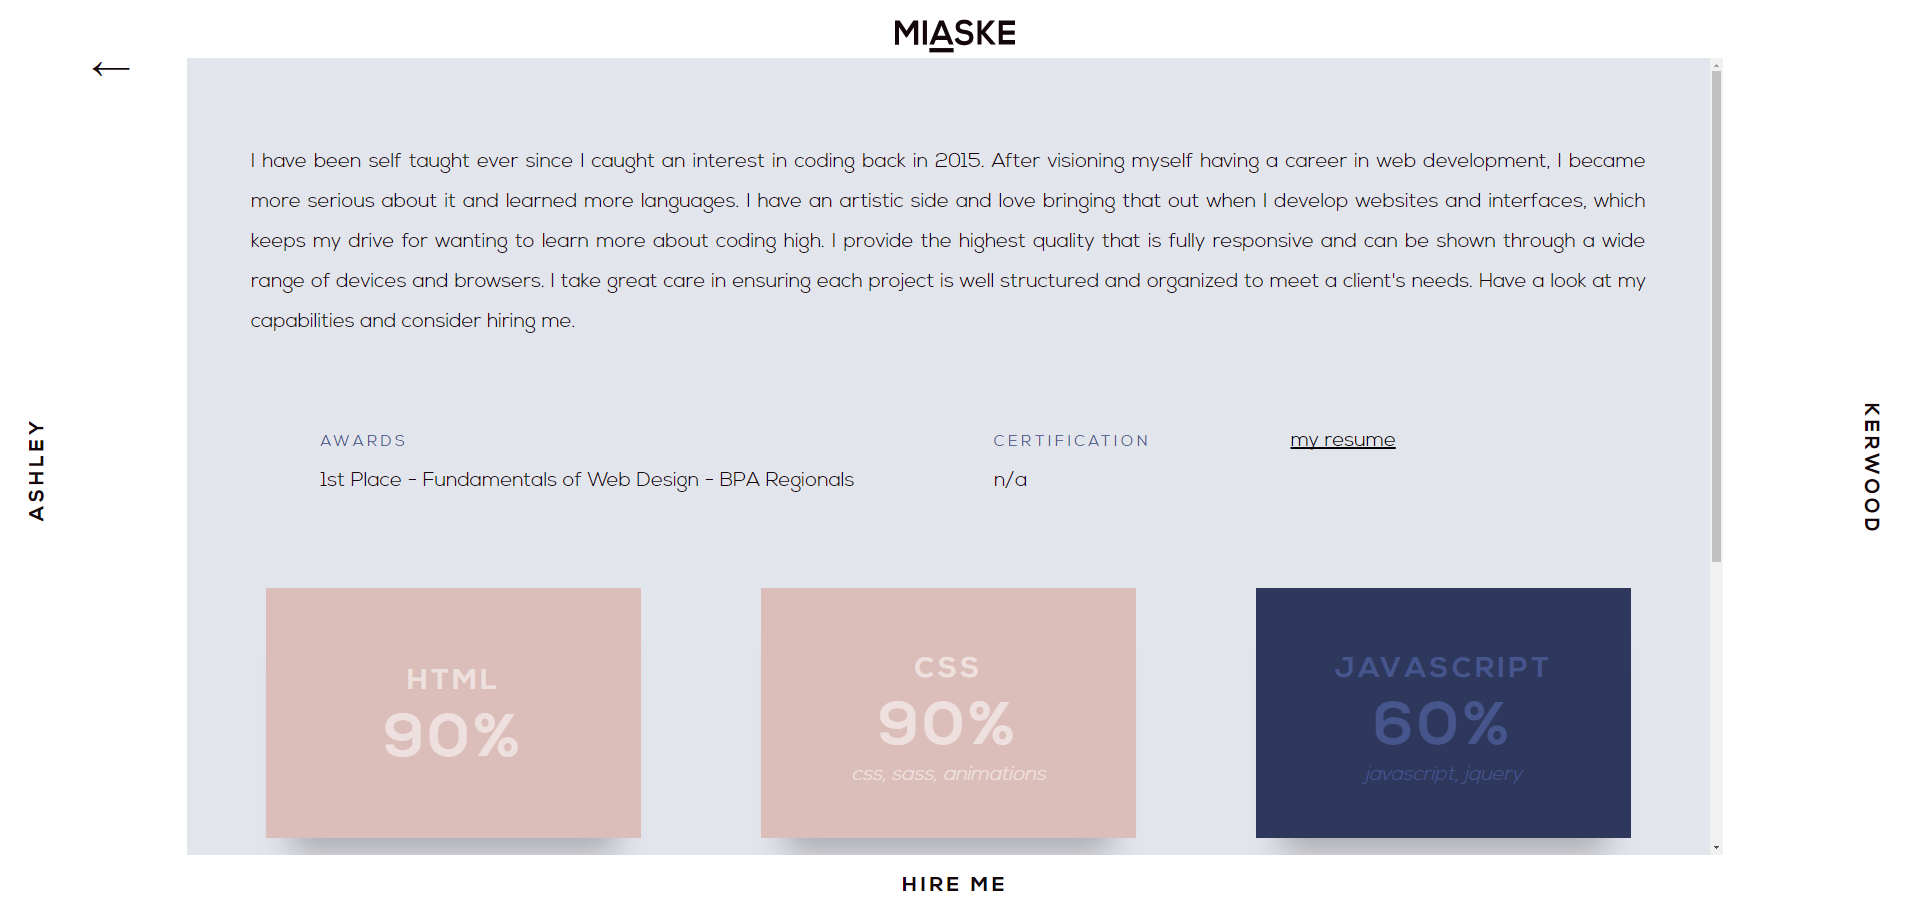 MIASKE
←
I have been self taught ever since I caught an interest in coding back in 2015. After visioning myself having a career in web development, I became
more serious about it and learned more languages. I have an artistic side and love bringing that out when I develop websites and interfaces, which
keeps my drive for wanting to learn more about coding high. I provide the highest quality that is fully responsive and can be shown through a wide
range of devices and browsers. I take great care in ensuring each project is well structured and organized to meet a client's needs. Have a look at my
capabilities and consider hiring me.
ASHLEY
KERWOOD
AWARDS
1st Place - Fundamentals of Web Design - BPA Regionals
CERTIFICATION
n/a
my resume
HTML
90%
CSS
90%
css, sass, animations
JAVASCRIPT
60%
javascript, jquery
HIRE ME